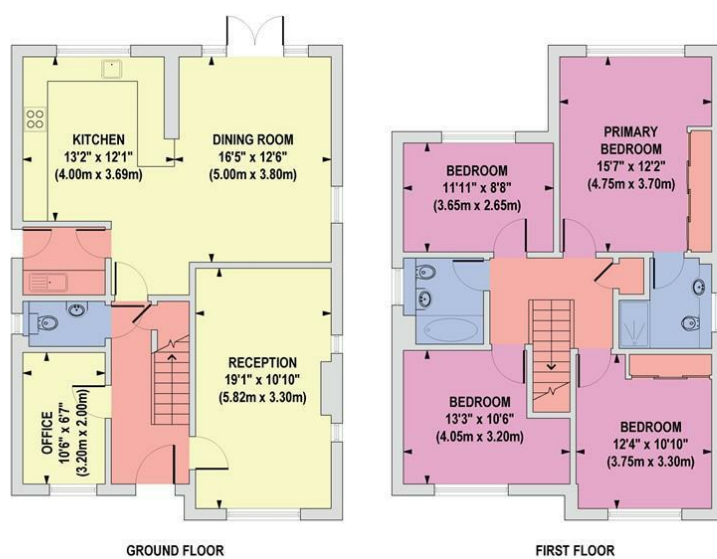 KITCHEN
13'2" x 12'1"
(4.00m x 3.69m)
DINING ROOM
16'5" x 12'6"
(5.00m x 3.80m)
RECEPTION
19'1" x 10'10"
(5.82m x 3.30m)
OFFICE
10'6" x 6'7"
(3.20m x 2.00m)
GROUND FLOOR
PRIMARY
BEDROOM
15'7" x 12'2"
(4.75m x 3.70m)
BEDROOM
11'11" x 8'8"
(3.65m x 2.65m)
BEDROOM
13'3" x 10'6"
(4.05m x 3.20m)
BEDROOM
12'4" x 10'10"
(3.75m x 3.30m)
FIRST FLOOR